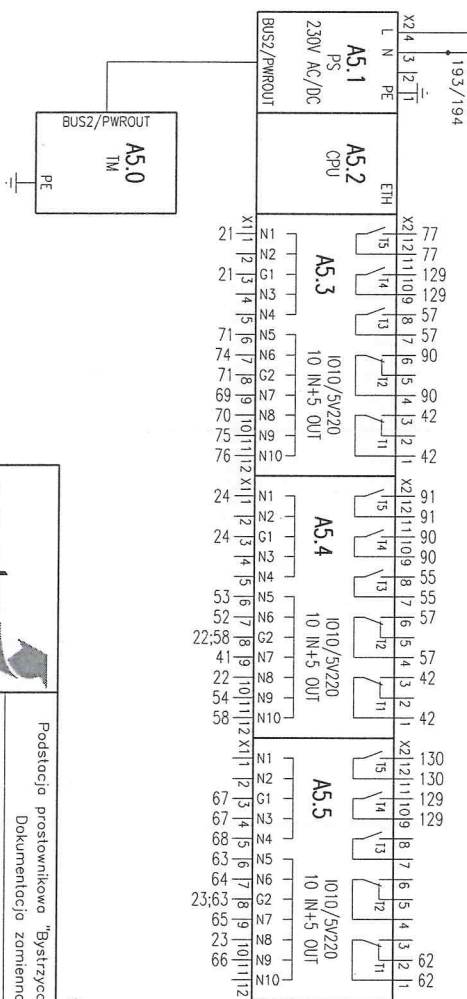 193/194
X2 4 3 2 1
L N PE
A5.1
PS
230V AC/DC
BUS2/PWROUT
A5.2
CPU
ETH
BUS2/PWROUT
A5.0
TM
PE
77 77 129 129 57 57 90 90 42 42
X2 12 11 10 9 8 7 6 5 4 3 2 1
T5 T4 T3 T2 T1
A5.3
IO10/5V220
10 IN+5 OUT
N1 N2 G1 N3 N4 N5 N6 G2 N7 N8 N9 N10
X1 1 2 3 4 5 6 7 8 9 10 11 12
21 21 71 74 71 69 70 75 76
91 91 90 90 55 55 57 57 42 42
X2 12 11 10 9 8 7 6 5 4 3 2 1
T5 T4 T3 T2 T1
A5.4
IO10/5V220
10 IN+5 OUT
N1 N2 G1 N3 N4 N5 N6 G2 N7 N8 N9 N10
X1 1 2 3 4 5 6 7 8 9 10 11 12
24 24 53 52 22;58 41 22 54 58
130 130 129 129 62 62
X2 12 11 10 9 8 7 6 5 4 3 2 1
T5 T4 T3 T2 T1
A5.5
IO10/5V220
10 IN+5 OUT
N1 N2 G1 N3 N4 N5 N6 G2 N7 N8 N9 N10
X1 1 2 3 4 5 6 7 8 9 10 11 12
67 67 68 63 64 23;63 65 23 66
Podstacja prostownikowa "Bystrzyca
Dokumentacja zamienna